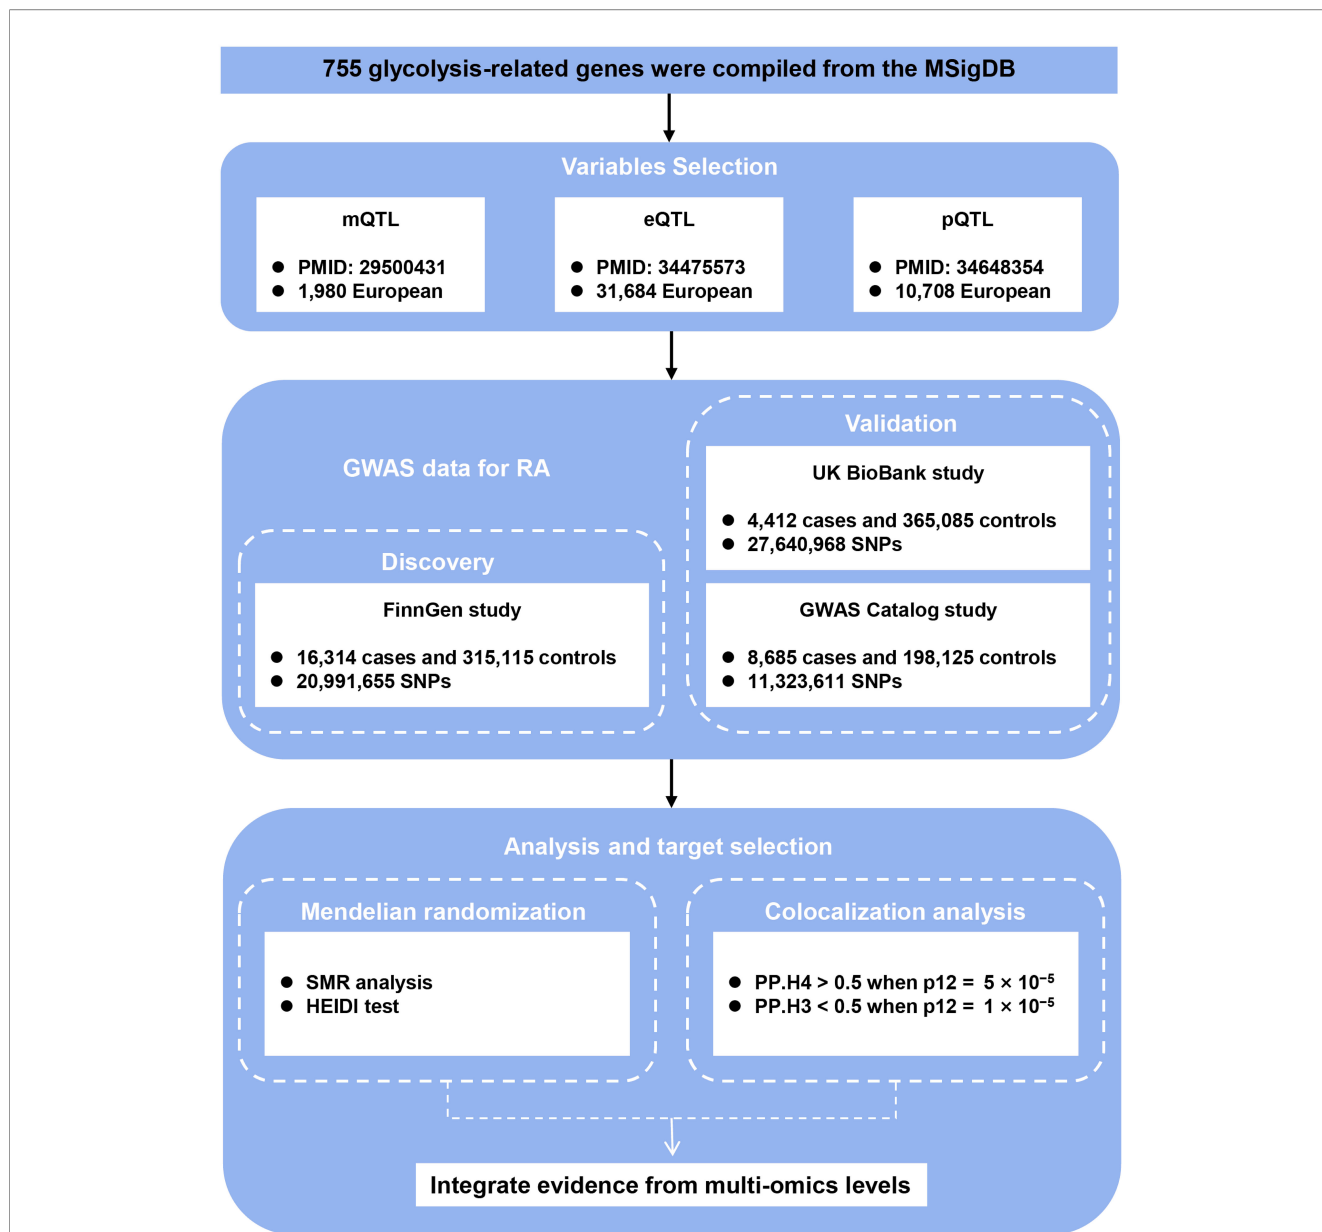 755 glycolysis-related genes were compiled from the MSigDB
Variables Selection
mQTL
● PMID: 29500431
● 1,980 European
eQTL
● PMID: 34475573
● 31,684 European
pQTL
● PMID: 34648354
● 10,708 European
GWAS data for RA
Discovery
FinnGen study
● 16,314 cases and 315,115 controls
● 20,991,655 SNPs
Validation
UK BioBank study
● 4,412 cases and 365,085 controls
● 27,640,968 SNPs
GWAS Catalog study
● 8,685 cases and 198,125 controls
● 11,323,611 SNPs
Analysis and target selection
Mendelian randomization
● SMR analysis
● HEIDI test
Colocalization analysis
● PP.H4 > 0.5 when p12 = 5 × 10⁻⁵
● PP.H3 < 0.5 when p12 = 1 × 10⁻⁵
Integrate evidence from multi-omics levels